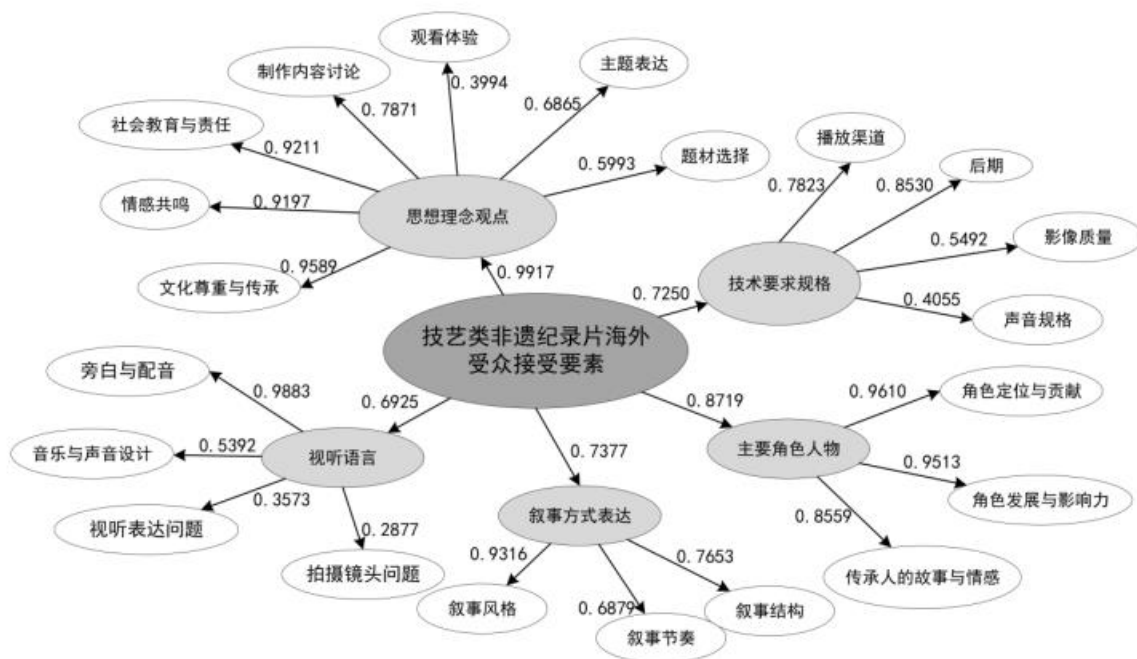 观看体验
制作内容讨论
主题表达
0.3994
0.7871
0.6865
社会教育与责任
0.9211
播放渠道
题材选择
0.5993
后期
0.7823
0.8530
情感共鸣
0.9197
思想理念观点
影像质量
0.5492
文化尊重与传承
0.9589
0.9917
技术要求规格
0.7250
0.4055
声音规格
技艺类非遗纪录片海外
受众接受要素
旁白与配音
0.9883
0.6925
0.8719
0.9610
角色定位与贡献
音乐与声音设计
0.5392
视听语言
0.7377
主要角色人物
0.9513
角色发展与影响力
0.3573
视听表达问题
0.2877
叙事方式表达
0.8559
拍摄镜头问题
0.9316
0.7653
传承人的故事与情感
叙事风格
0.6879
叙事结构
叙事节奏